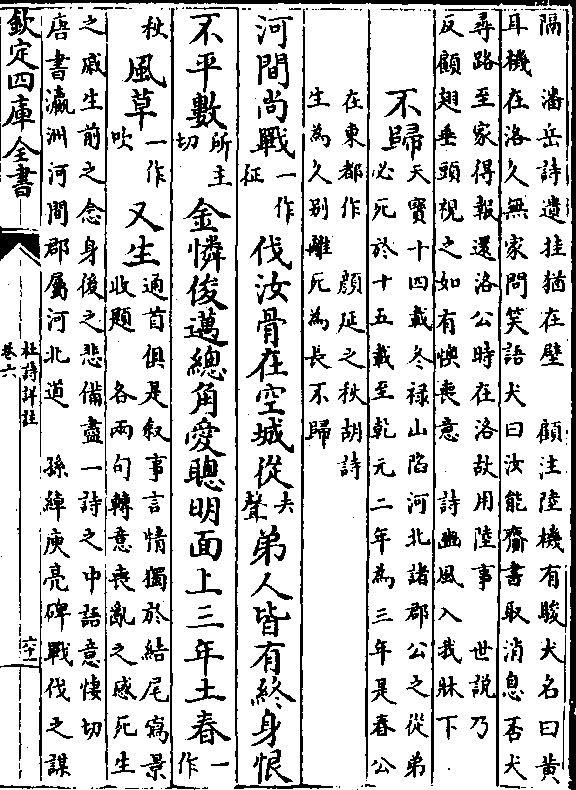 隔 潘岳詩遺挂猶在壁 顧注陸機有駿犬名曰黄
耳機在洛久無家問笑語犬曰汝能齎書取消息否犬
尋路至家得報還洛公時在洛故用陸事 世說乃
反顧翅垂頭視之如有懊喪意 詩豳風入我牀下
不歸天寶十四載冬禄山陷河北諸郡公之從弟
必死於十五載至乾元二年為三年是春公
在東都作 顔延之秋胡詩
生為久别離死為長不歸
河間尚戰一作征伐汝骨在空城從去聲弟人皆有終身恨
不平數所主切金憐俊邁總角愛聰明面上三年土春一作
秋風草一作吹又生通首俱是叙事言情獨於結尾寫景
收題 各兩句轉意喪亂之感死生
之戚生前之念身後之悲備盡一詩之中語意悽切
唐書瀛洲河間郡屬河北道 孫綽庾亮碑戰伐之謀
欽定四庫全書
杜詩詳註
卷六